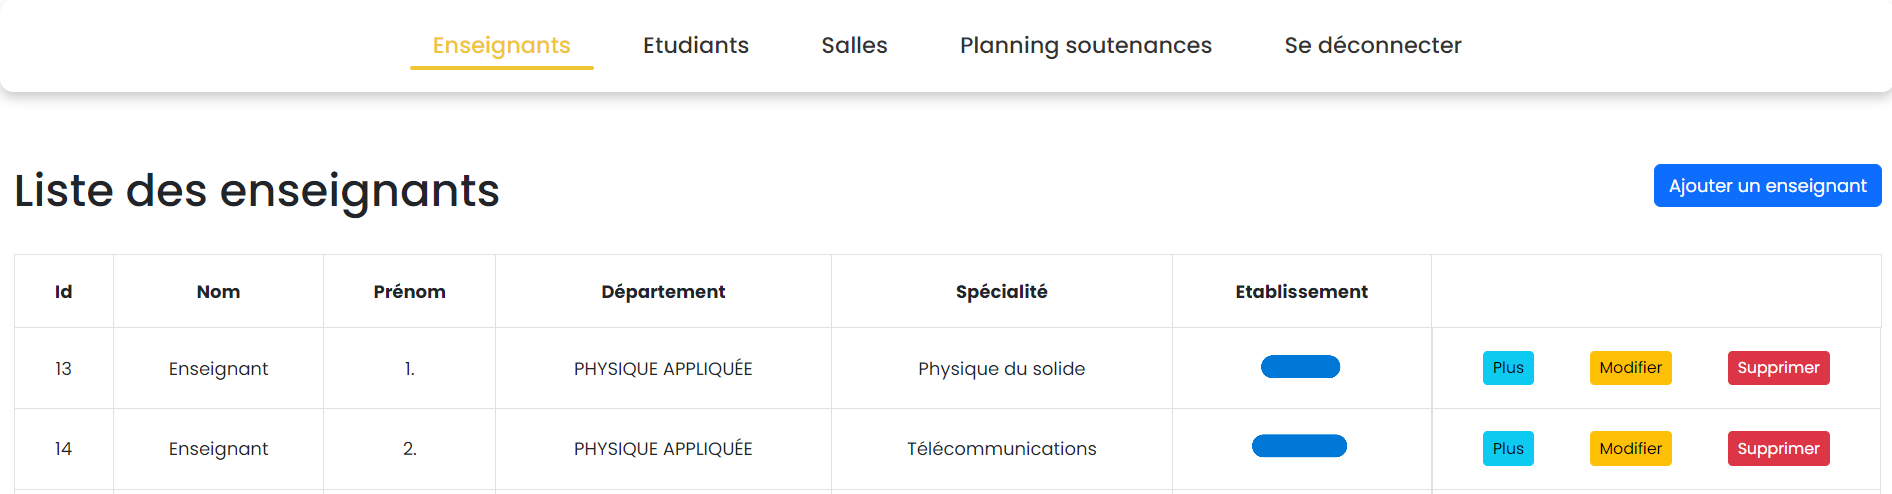 Enseignants Etudiants Salles Planning soutenances Se déconnecter
Liste des enseignants
Ajouter un enseignant
Id Nom Prénom Département Spécialité Etablissement
13 Enseignant 1. PHYSIQUE APPLIQUÉE Physique du solide Plus Modifier Supprimer
14 Enseignant 2. PHYSIQUE APPLIQUÉE Télécommunications Plus Modifier Supprimer